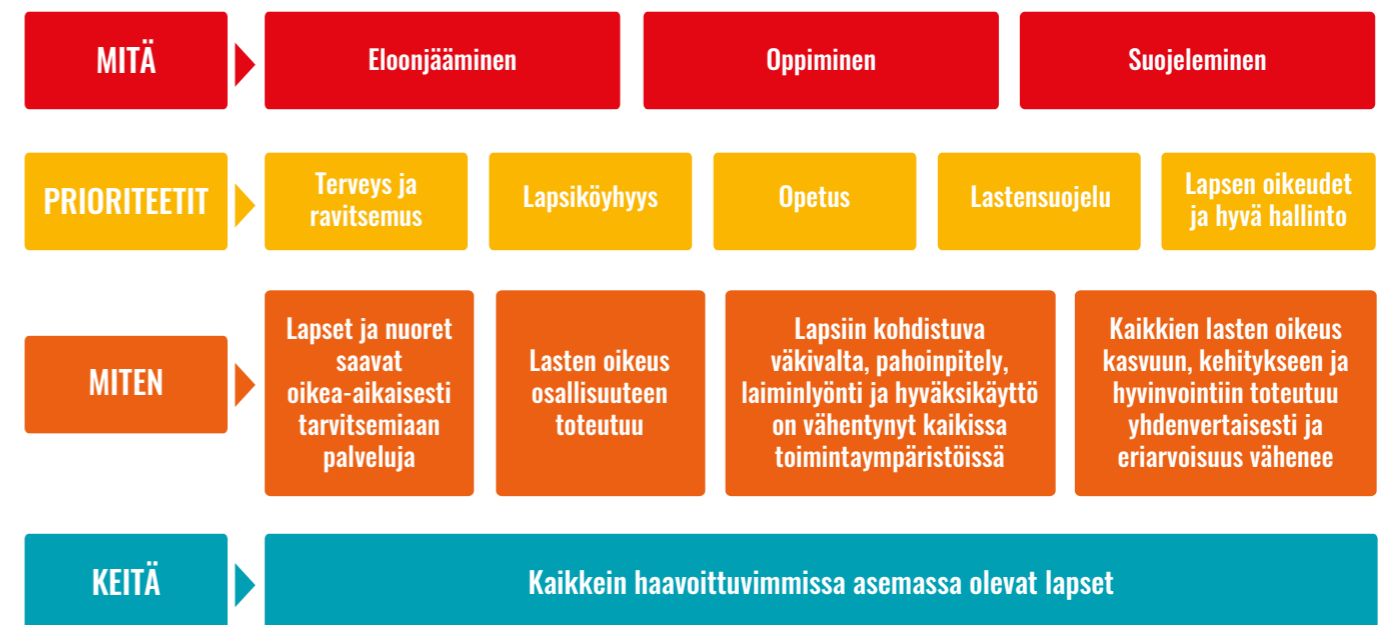 MITÄ
Eloonjääminen
Oppiminen
Suojeleminen
PRIORITEETIT
Terveys ja
ravitsemus
Lapsiköyhyys
Opetus
Lastensuojelu
Lapsen oikeudet
ja hyvä hallinto
MITEN
Lapset ja nuoret
saavat
oikea-aikaisesti
tarvitsemiaan
palveluja
Lasten oikeus
osallisuuteen
toteutuu
Lapsiin kohdistuva
väkivalta, pahoinpitely,
laiminlyönti ja hyväksikäyttö
on vähentynyt kaikissa
toimintaympäristöissä
Kaikkien lasten oikeus
kasvuun, kehitykseen ja
hyvinvointiin toteutuu
yhdenvertaisesti ja
eriarvoisuus vähenee
KEITÄ
Kaikkein haavoittuvimmissa asemassa olevat lapset